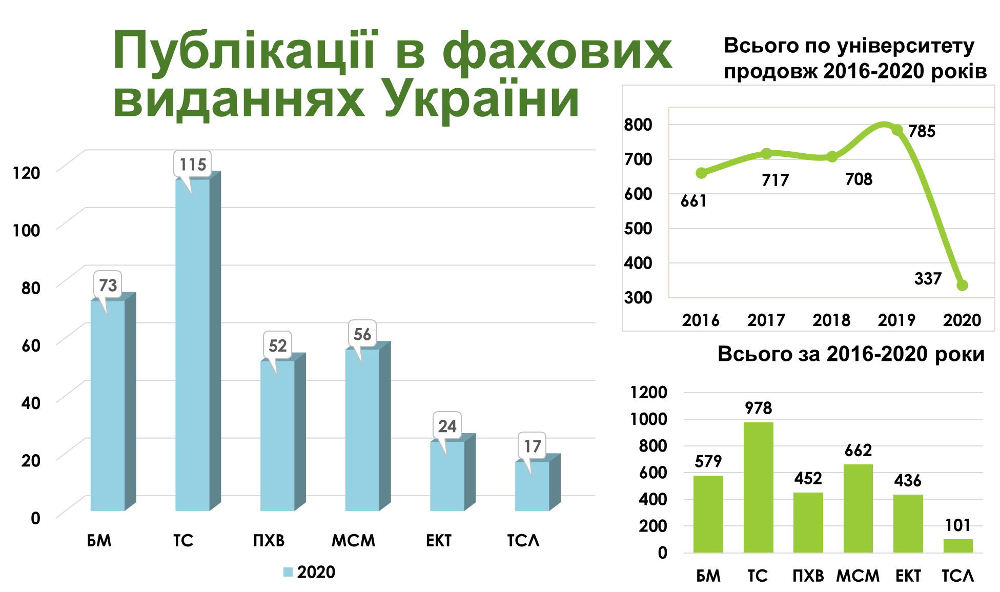 Публікації в фахових
виданнях України
120
100
80
60
40
20
0
73
115
52
56
24
17
БМ
ТС
ПХВ
МСМ
ЕКТ
ТСЛ
2020
Всього по університету
продовж 2016-2020 років
800
700
600
500
400
300
661
717
708
785
337
2016
2017
2018
2019
2020
Всього за 2016-2020 роки
1200
1000
800
600
400
200
0
579
978
452
662
436
101
БМ
ТС
ПХВ
МСМ
ЕКТ
ТСЛ